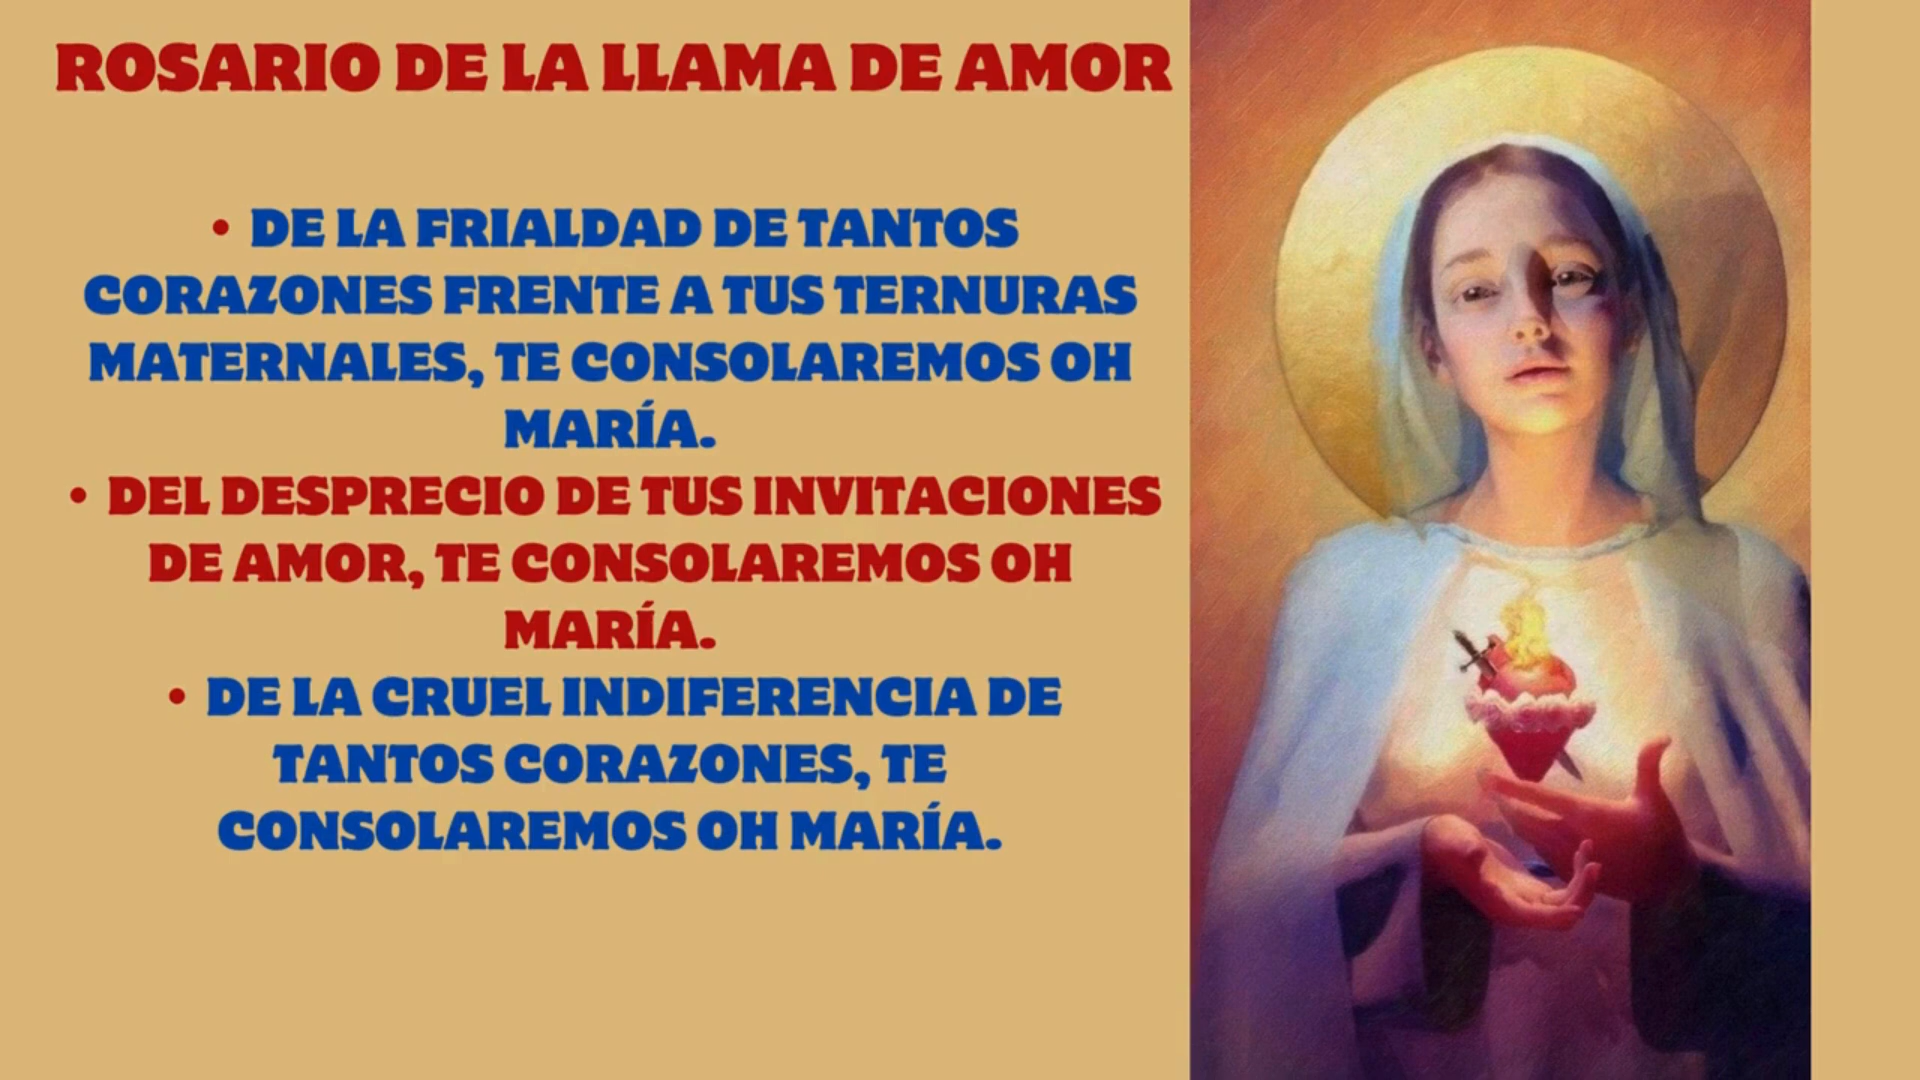 ROSARIO DE LA LLAMA DE AMOR
• DE LA FRIALDAD DE TANTOS
CORAZONES FRENTE A TUS TERNURAS
MATERNALES, TE CONSOLAREMOS OH
MARÍA.
• DEL DESPRECIO DE TUS INVITACIONES
DE AMOR, TE CONSOLAREMOS OH
MARÍA.
• DE LA CRUEL INDIFERENCIA DE
TANTOS CORAZONES, TE
CONSOLAREMOS OH MARÍA.